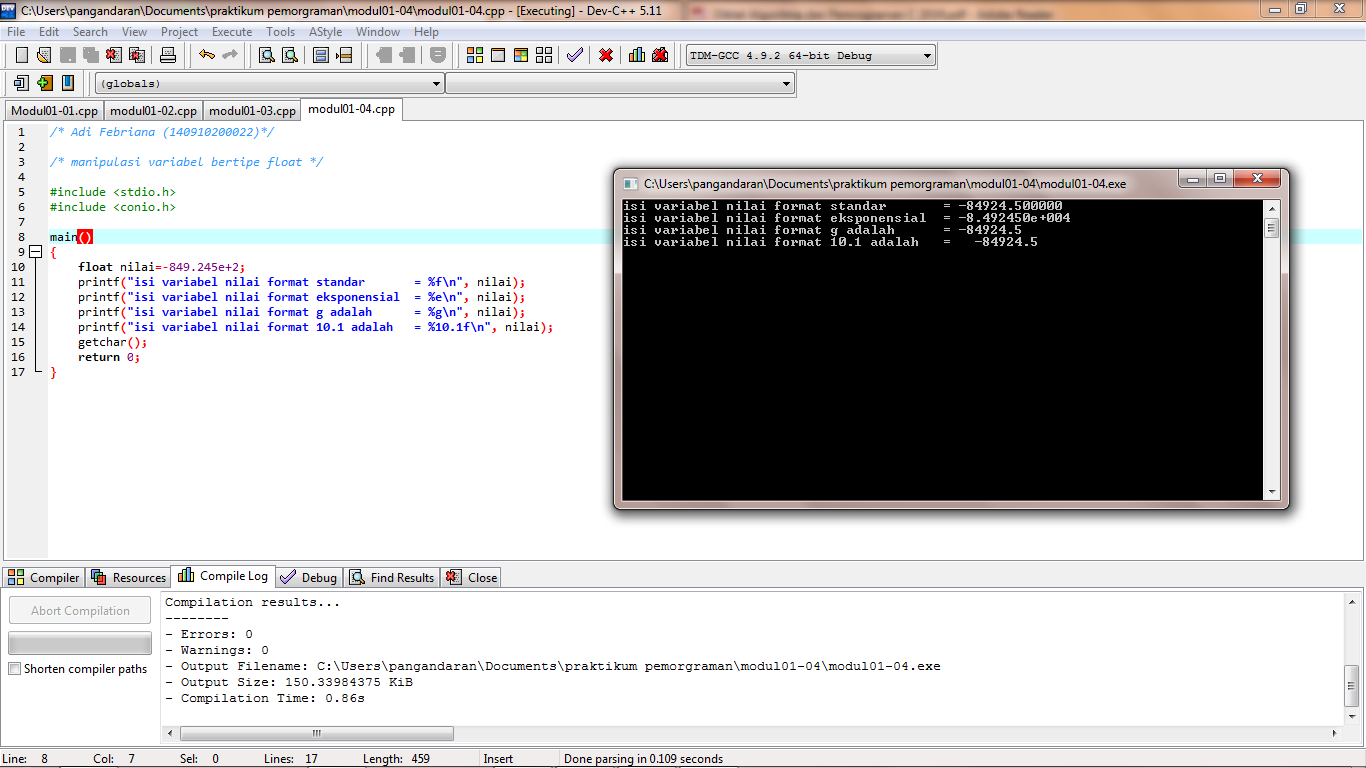 C:\Users\pangandaran\Documents\praktikum pemorgraman\modul01-04\modul01-04.cpp - [Executing] - Dev-C++ 5.11
File Edit Search View Project Execute Tools AStyle Window Help
TDM-GCC 4.9.2 64-bit Debug
(globals)
Modul01-01.cpp modul01-02.cpp modul01-03.cpp modul01-04.cpp
1 /* Adi Febriana (140910200022)*/
2
3 /* manipulasi variabel bertipe float */
4
5 #include <stdio.h>
6 #include <conio.h>
7
8 main()
9 {
10 float nilai=-849.245e+2;
11 printf("isi variabel nilai format standar = %f\n", nilai);
12 printf("isi variabel nilai format eksponensial = %e\n", nilai);
13 printf("isi variabel nilai format g adalah = %g\n", nilai);
14 printf("isi variabel nilai format 10.1 adalah = %10.1f\n", nilai);
15 getchar();
16 return 0;
17 }
C:\Users\pangandaran\Documents\praktikum pemorgraman\modul01-04\modul01-04.exe
isi variabel nilai format standar = -84924.500000
isi variabel nilai format eksponensial = -8.492450e+004
isi variabel nilai format g adalah = -84924.5
isi variabel nilai format 10.1 adalah = -84924.5
Compiler Resources Compile Log Debug Find Results Close
Abort Compilation
Shorten compiler paths
Compilation results...
--------
- Errors: 0
- Warnings: 0
- Output Filename: C:\Users\pangandaran\Documents\praktikum pemorgraman\modul01-04\modul01-04.exe
- Output Size: 150.33984375 KiB
- Compilation Time: 0.86s
Line: 8 Col: 7 Sel: 0 Lines: 17 Length: 459 Insert Done parsing in 0.109 seconds